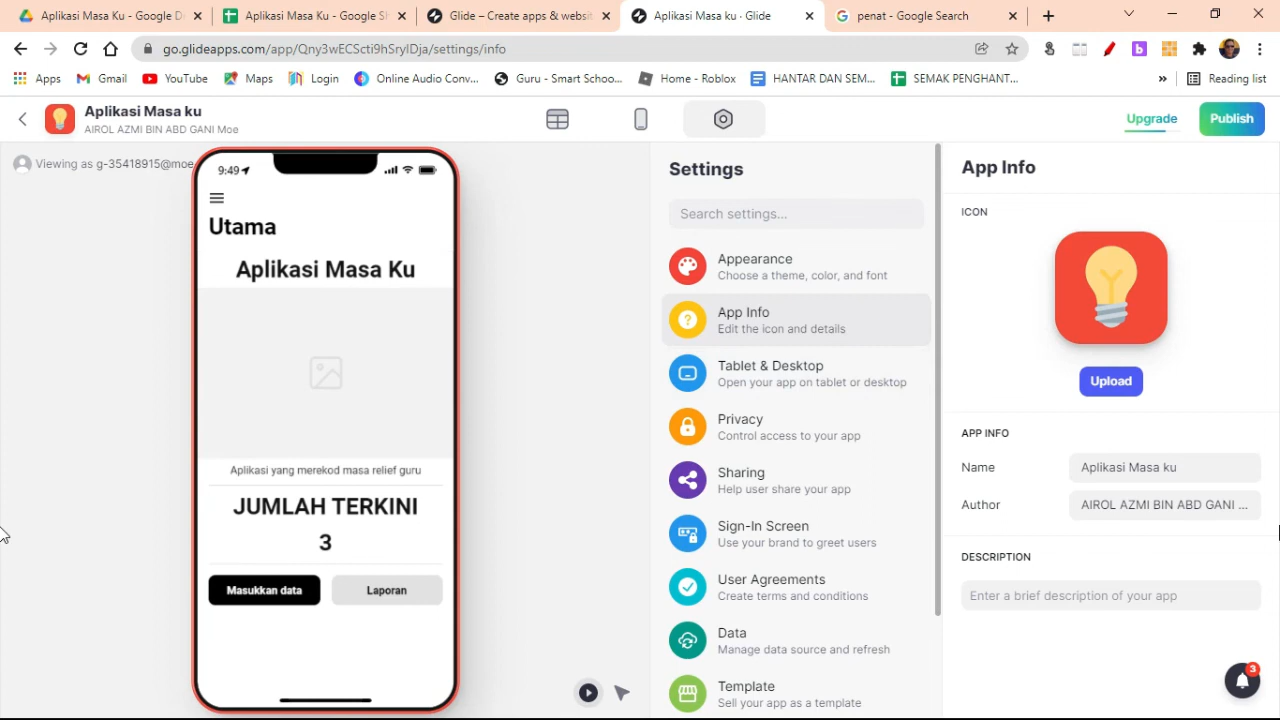 Aplikasi Masa Ku - Google D
Aplikasi Masa Ku - Google Sh
Glide – Create apps & websit
Aplikasi Masa ku · Glide
penat - Google Search
go.glideapps.com/app/Qny3wECScti9hSrylDja/settings/info
Apps
Gmail
YouTube
Maps
Login
Online Audio Conv...
Guru - Smart Schoo...
Home - Roblox
HANTAR DAN SEM...
SEMAK PENGHANT...
»
Reading list
Aplikasi Masa ku
AIROL AZMI BIN ABD GANI Moe
Upgrade
Publish
Viewing as g-35418915@moe
9:49
Utama
Aplikasi Masa Ku
Aplikasi yang merekod masa relief guru
JUMLAH TERKINI
3
Masukkan data
Laporan
Settings
Search settings...
Appearance
Choose a theme, color, and font
App Info
Edit the icon and details
Tablet & Desktop
Open your app on tablet or desktop
Privacy
Control access to your app
Sharing
Help user share your app
Sign-In Screen
Use your brand to greet users
User Agreements
Create terms and conditions
Data
Manage data source and refresh
Template
Sell your app as a template
App Info
ICON
Upload
APP INFO
Name
Aplikasi Masa ku
Author
AIROL AZMI BIN ABD GANI ...
DESCRIPTION
Enter a brief description of your app
3